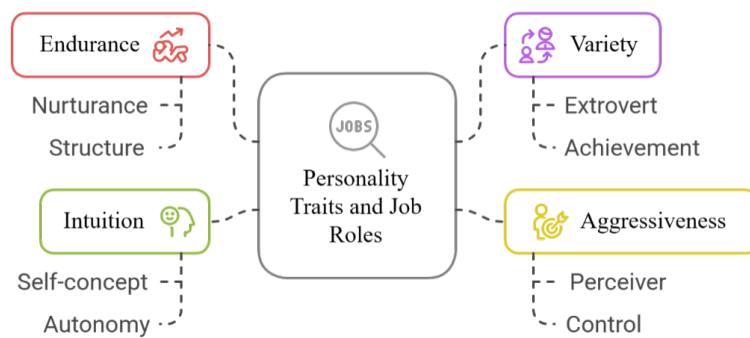 Endurance
Nurturance
Structure
Intuition
Self-concept
Autonomy
JOBS
Personality
Traits and Job
Roles
Variety
Extrovert
Achievement
Aggressiveness
Perceiver
Control